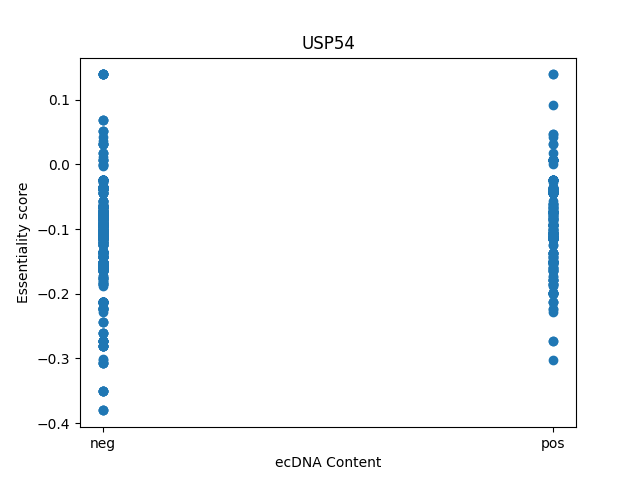 USP54
Essentiality score
0.1
0.0
−0.1
−0.2
−0.3
−0.4
neg
pos
ecDNA Content